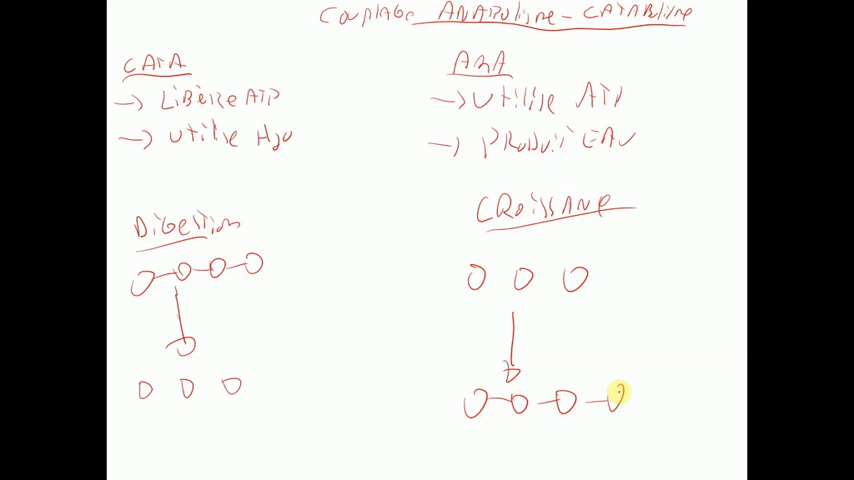 Couplage ANABOLisme - CATABOLisme
CATA
→ LiBèRE ATP
→ utilise H2O
ANA
→ utilise ATP
→ PRODUiT EAU
DiGeSTion
CROiSSANCe